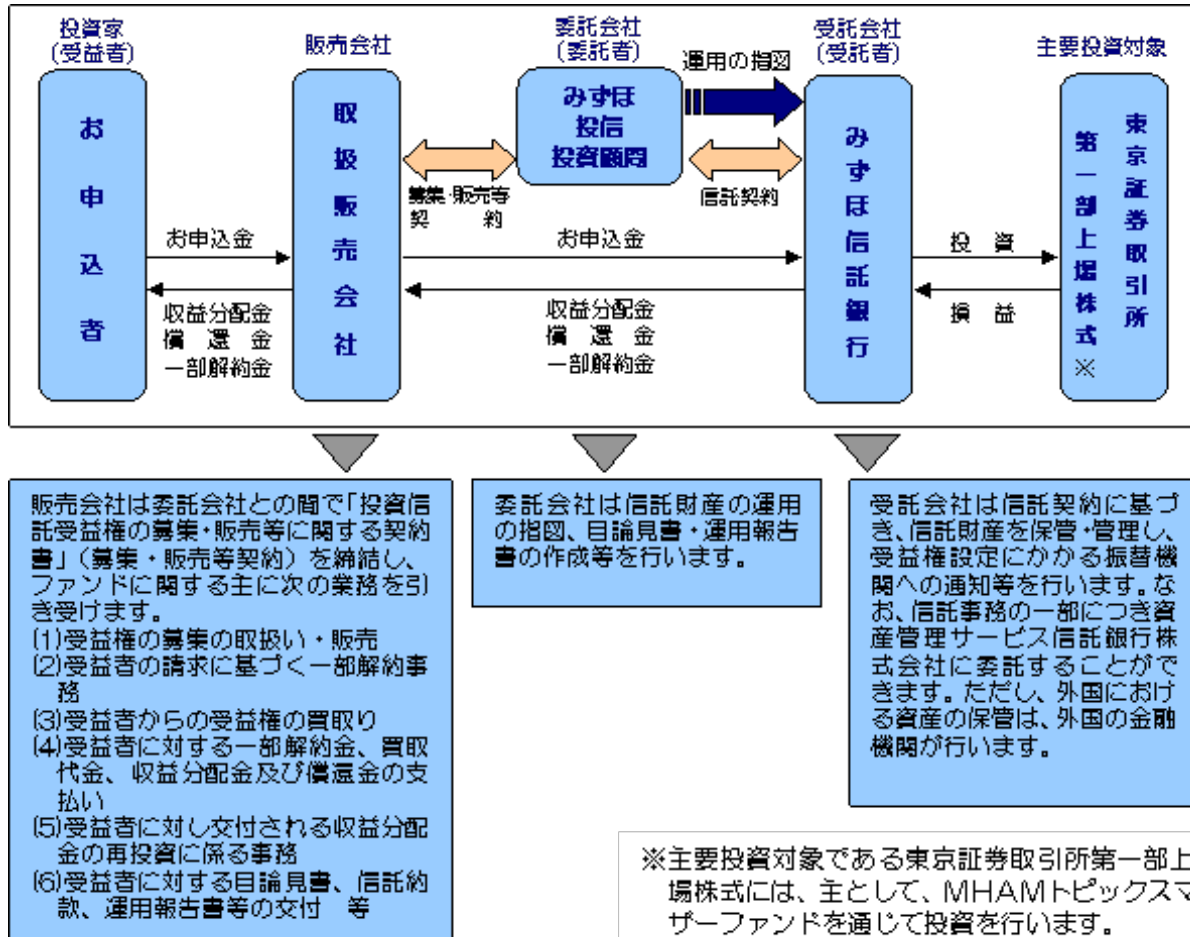 投資家
(受益者)
お申込者
販売会社
取扱販売会社
委託会社
(委託者)
みずほ
投信
投資顧問
運用の指図
受託会社
(受託者)
みずほ信託銀行
主要投資対象
東京証券取引所
第一部上場株式※
募集・販売等
契　　約
信託契約
お申込金
収益分配金
償　還　金
一部解約金
お申込金
収益分配金
償　還　金
一部解約金
投　資
損　益
販売会社は委託会社との間で「投資信
託受益権の募集・販売等に関する契約
書」（募集・販売等契約）を締結し、
ファンドに関する主に次の業務を引
き受けます。
(1)受益権の募集の取扱い・販売
(2)受益者の請求に基づく一部解約事
務
(3)受益者からの受益権の買取り
(4)受益者に対する一部解約金、買取
代金、収益分配金及び償還金の支
払い
(5)受益者に対し交付される収益分配
金の再投資に係る事務
(6)受益者に対する目論見書、信託約
款、運用報告書等の交付　等
委託会社は信託財産の運用
の指図、目論見書・運用報告
書の作成等を行います。
受託会社は信託契約に基づ
き、信託財産を保管・管理し、
受益権設定にかかる振替機
関への通知等を行います。な
お、信託事務の一部につき資
産管理サービス信託銀行株
式会社に委託することがで
きます。ただし、外国におけ
る資産の保管は、外国の金融
機関が行います。
※主要投資対象である東京証券取引所第一部上
場株式には、主として、MHAMトピックスマ
ザーファンドを通じて投資を行います。